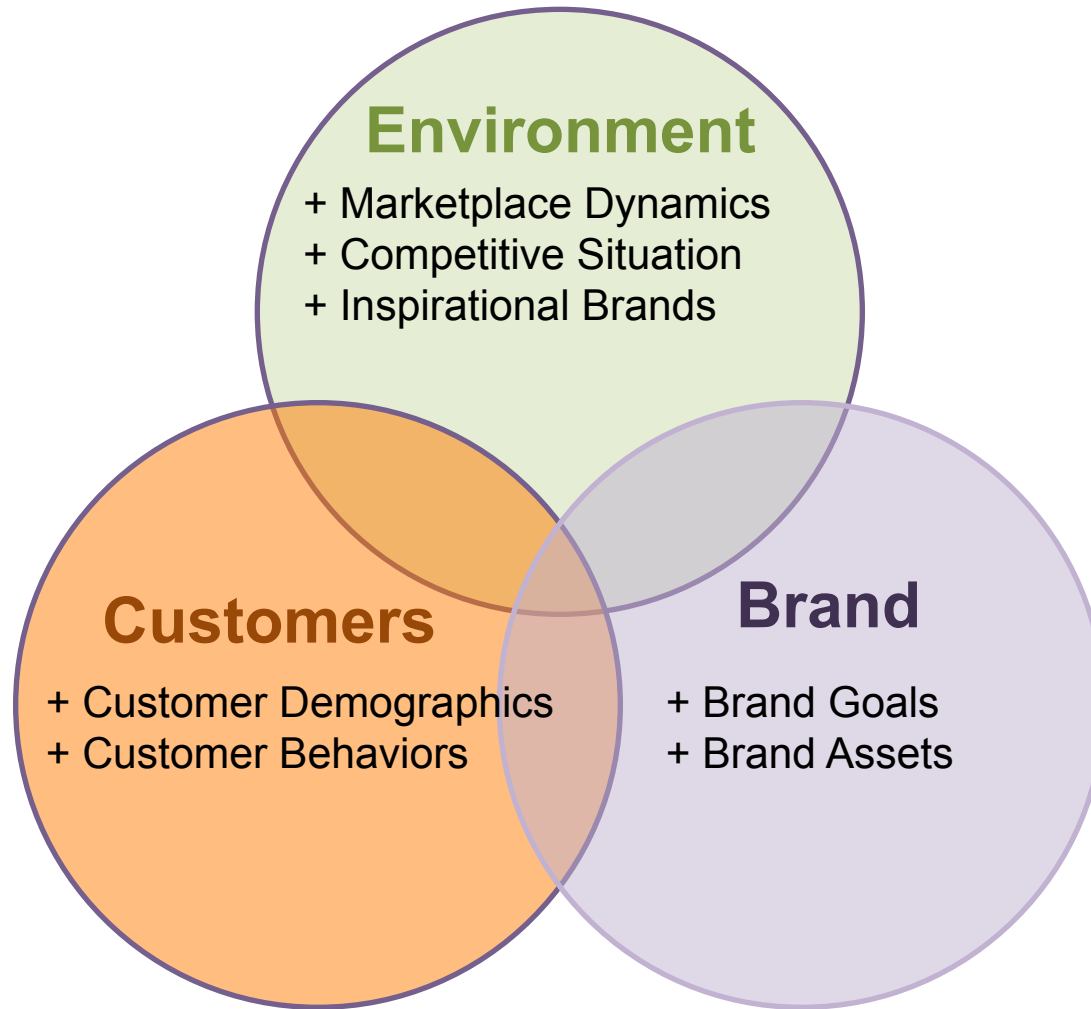 Environment
+ Marketplace Dynamics
+ Competitive Situation
+ Inspirational Brands
Customers
+ Customer Demographics
+ Customer Behaviors
Brand
+ Brand Goals
+ Brand Assets